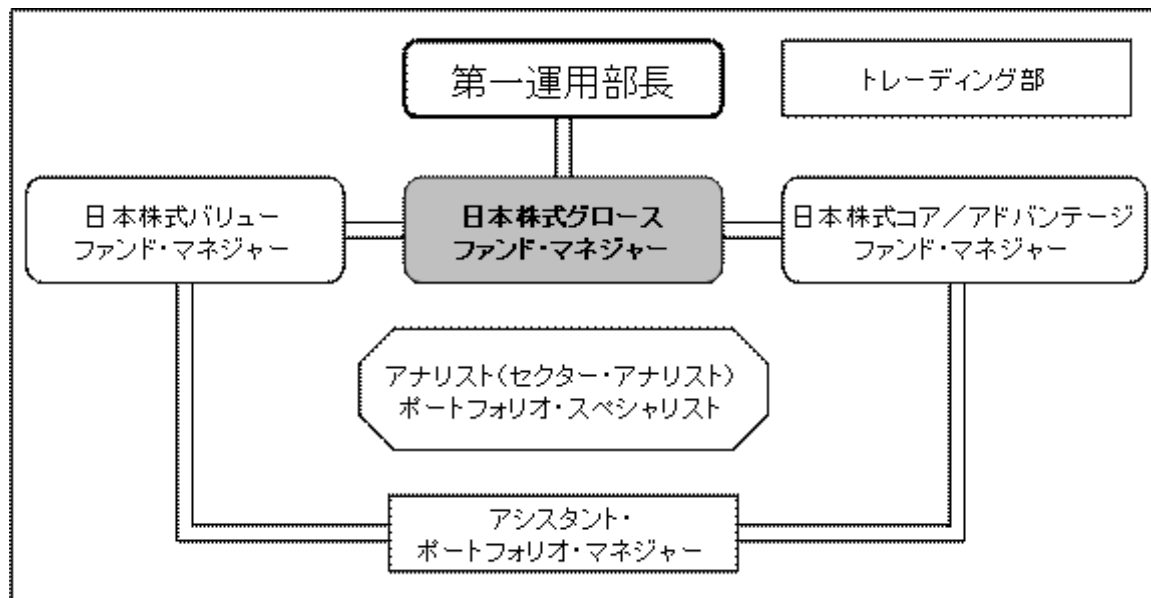 第一運用部長
トレーディング部
日本株式バリュー
ファンド・マネジャー
日本株式グロース
ファンド・マネジャー
日本株式コア／アドバンテージ
ファンド・マネジャー
アナリスト(セクター・アナリスト)
ポートフォリオ・スペシャリスト
アシスタント・
ポートフォリオ・マネジャー